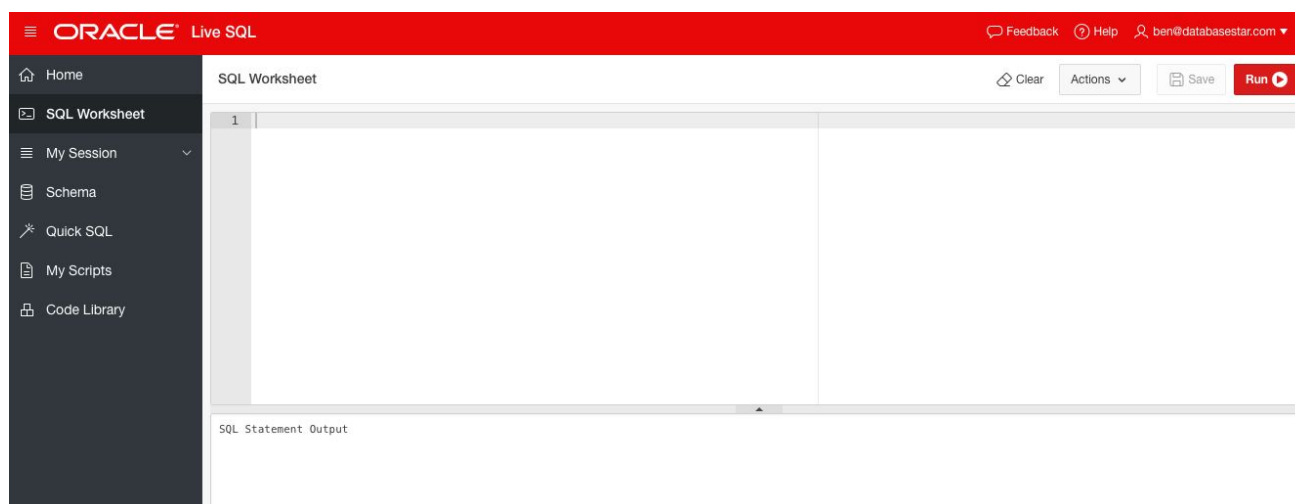 ORACLE® Live SQL
Feedback Help ben@databasestar.com
Home
SQL Worksheet
My Session
Schema
Quick SQL
My Scripts
Code Library
SQL Worksheet
Clear Actions Save Run
1
SQL Statement Output